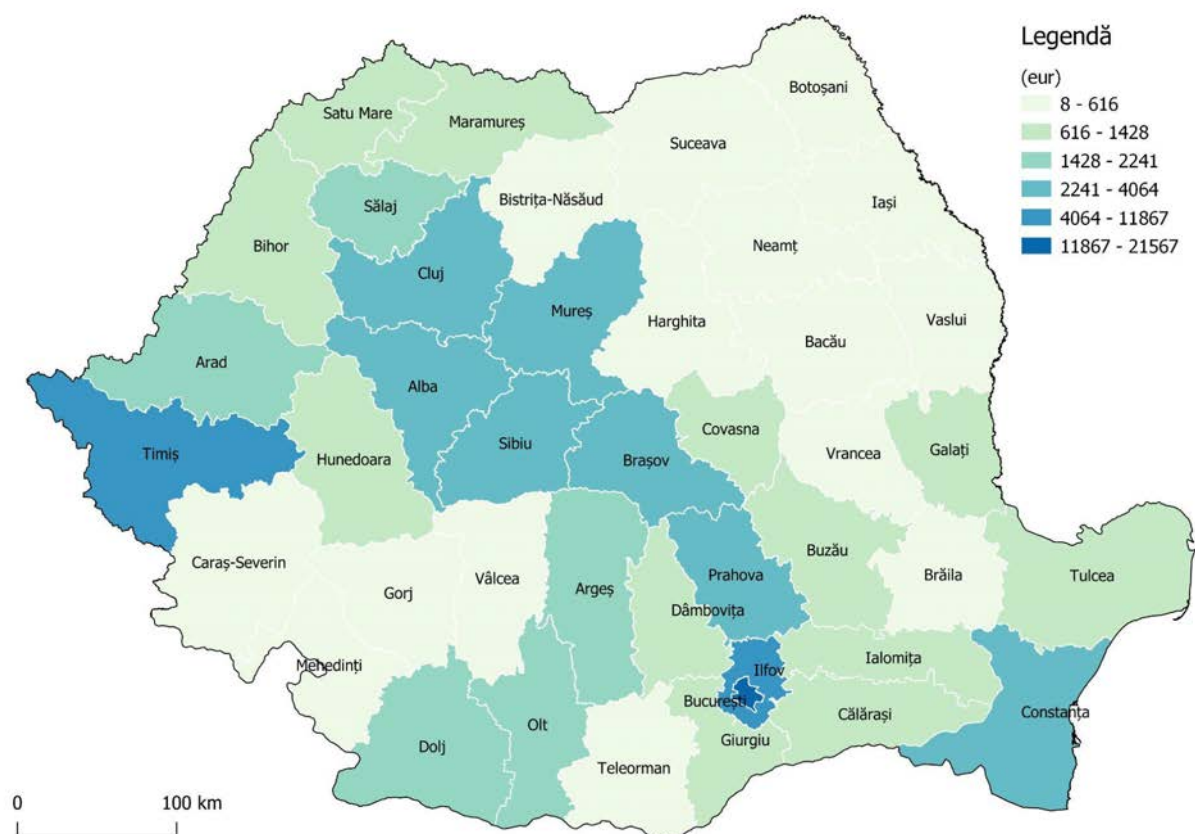 Legendă
(eur)
8 - 616
616 - 1428
1428 - 2241
2241 - 4064
4064 - 11867
11867 - 21567
Botoșani
Satu Mare
Maramureș
Suceava
Bistrița-Năsăud
Sălaj
Iași
Bihor
Neamț
Cluj
Mureș
Harghita
Vaslui
Bacău
Arad
Alba
Covasna
Sibiu
Timiș
Hunedoara
Brașov
Vrancea
Galați
Caraș-Severin
Gorj
Vâlcea
Argeș
Prahova
Buzău
Brăila
Tulcea
Dâmbovița
Mehedinți
Ilfov
Ialomița
București
Călărași
Constanța
Olt
Giurgiu
Dolj
Teleorman
0 100 km